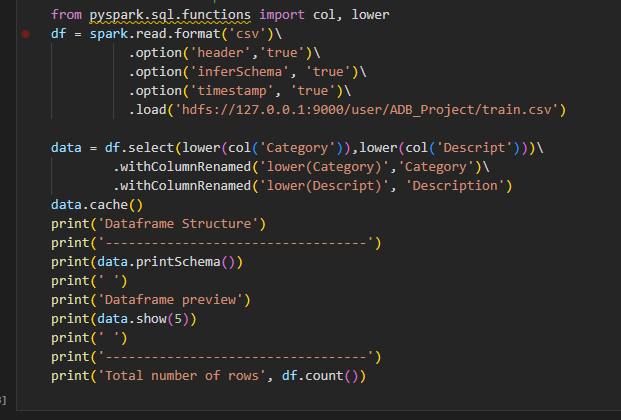 from pyspark.sql.functions import col, lower
df = spark.read.format('csv')\
.option('header','true')\
.option('inferSchema', 'true')\
.option('timestamp', 'true')\
.load('hdfs://127.0.0.1:9000/user/ADB_Project/train.csv')
data = df.select(lower(col('Category')),lower(col('Descript')))\
.withColumnRenamed('lower(Category)','Category')\
.withColumnRenamed('lower(Descript)', 'Description')
data.cache()
print('Dataframe Structure')
print('----------------------------------')
print(data.printSchema())
print(' ')
print('Dataframe preview')
print(data.show(5))
print(' ')
print('----------------------------------')
print('Total number of rows', df.count())